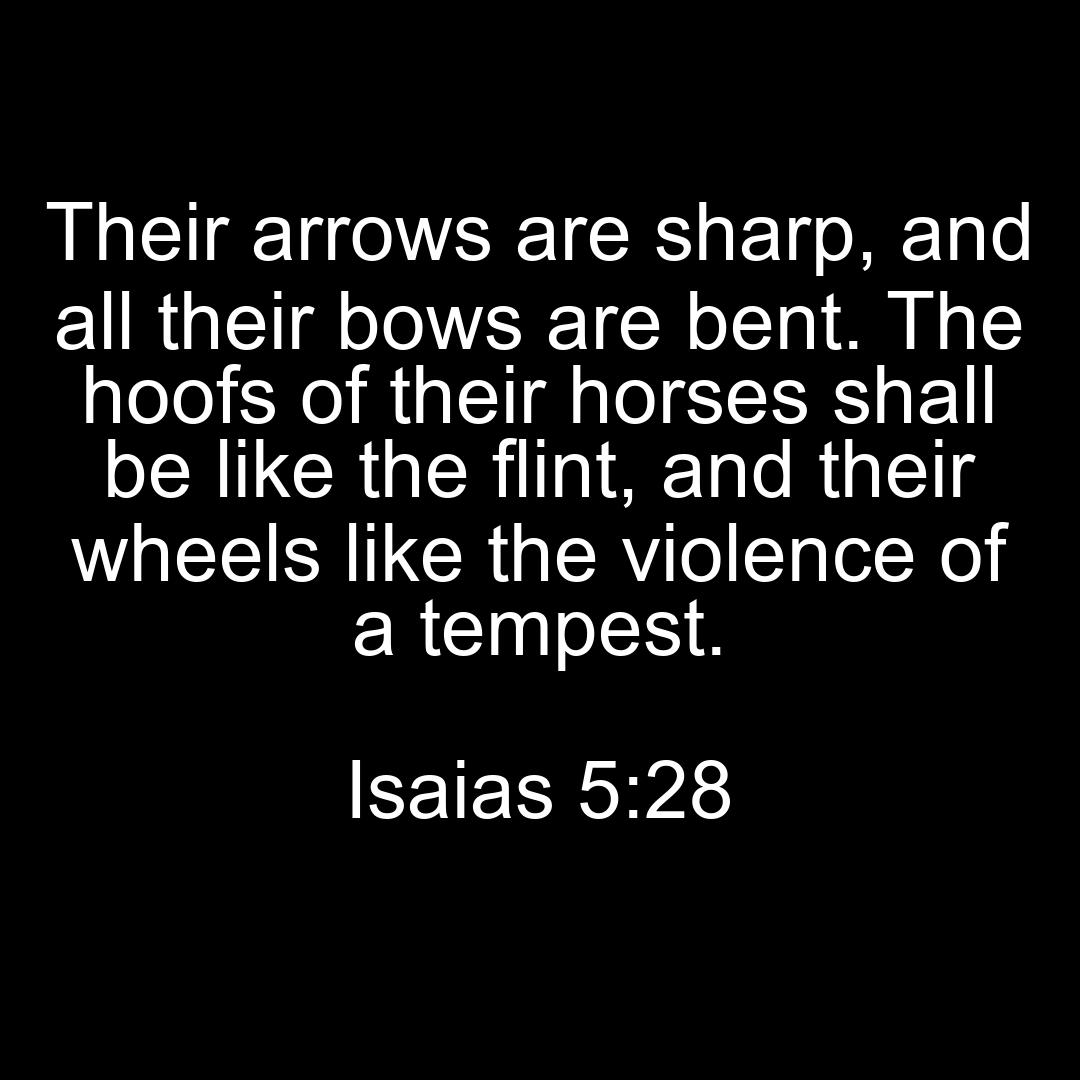 Their arrows are sharp, and
all their bows are bent. The
hoofs of their horses shall
be like the flint, and their
wheels like the violence of
a tempest.
Isaias 5:28